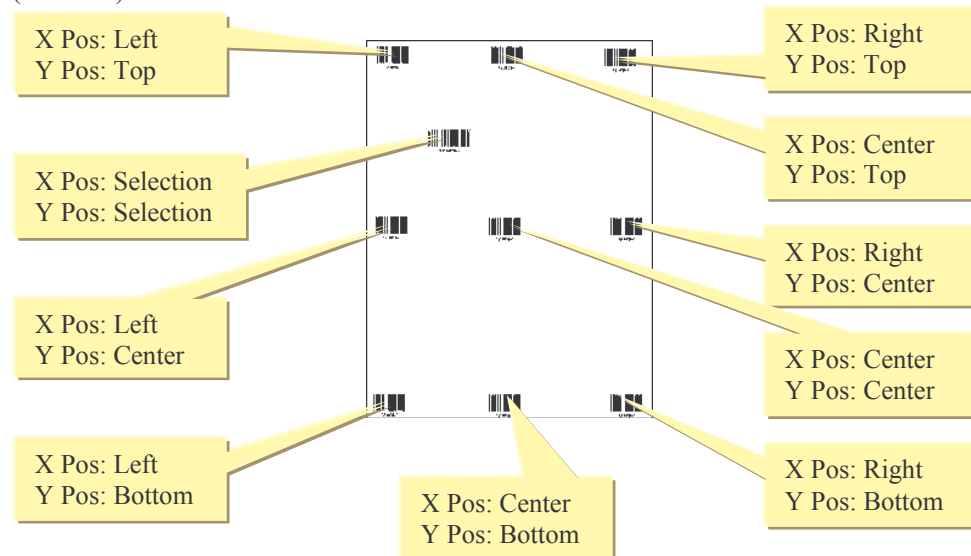 X Pos: Left
Y Pos: Top
X Pos: Right
Y Pos: Top
X Pos: Center
Y Pos: Top
X Pos: Selection
Y Pos: Selection
X Pos: Right
Y Pos: Center
X Pos: Left
Y Pos: Center
X Pos: Center
Y Pos: Center
X Pos: Left
Y Pos: Bottom
X Pos: Center
Y Pos: Bottom
X Pos: Right
Y Pos: Bottom